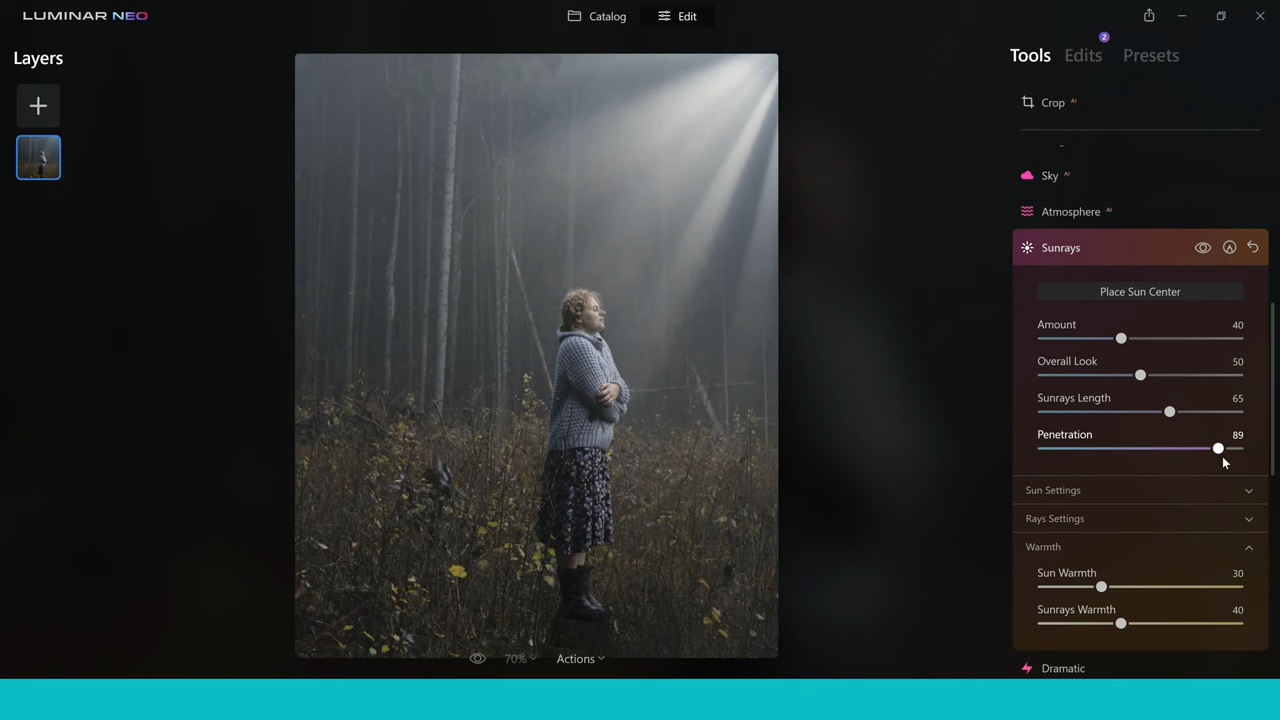 LUMINAR NEO
Catalog
Edit
Layers
2
Tools
Edits
Presets
Crop AI
Sky AI
Atmosphere AI
Sunrays
Place Sun Center
Amount 40
Overall Look 50
Sunrays Length 65
Penetration 89
Sun Settings
Rays Settings
Warmth
Sun Warmth 30
Sunrays Warmth 40
70%
Actions
Dramatic